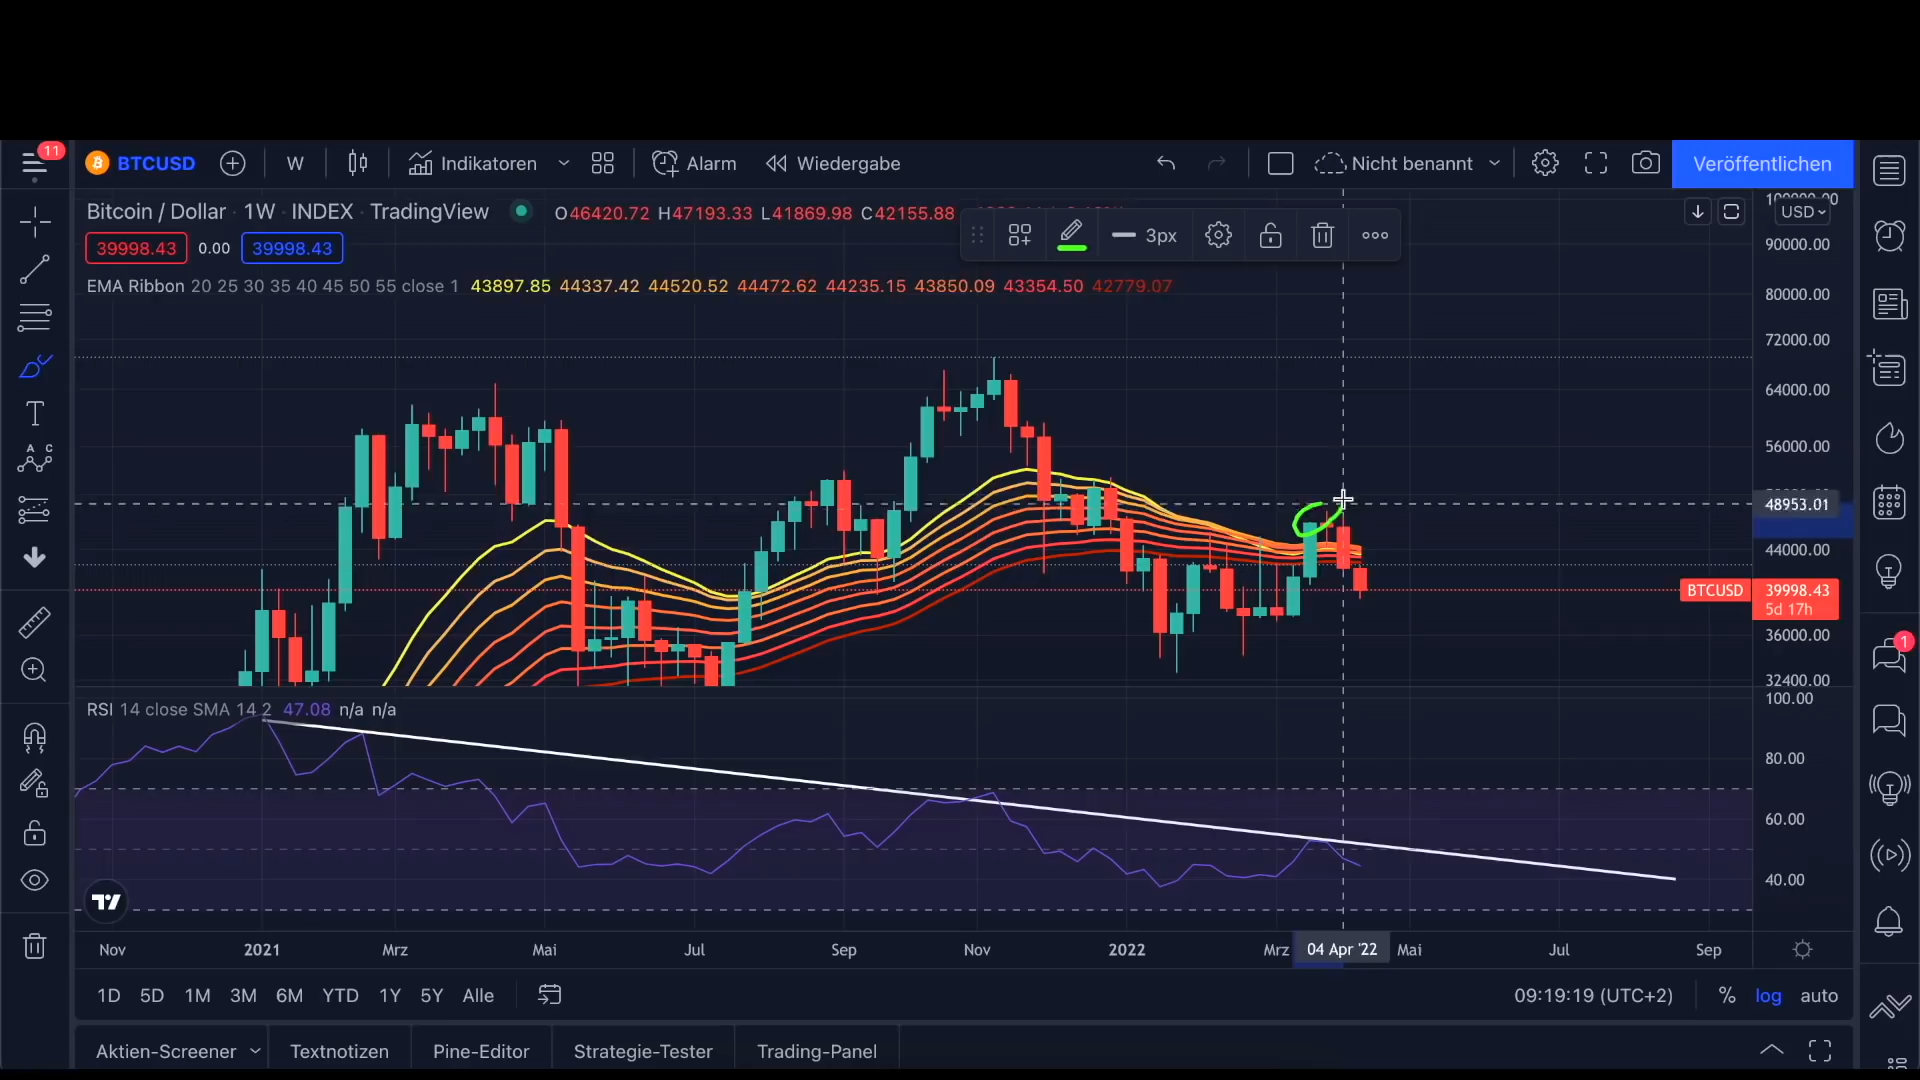 11
BTCUSD W Indikatoren Alarm Wiedergabe Nicht benannt Veröffentlichen
Bitcoin / Dollar · 1W · INDEX · TradingView O46420.72 H47193.33 L41869.98 C42155.88
39998.43 0.00 39998.43
EMA Ribbon 20 25 30 35 40 45 50 55 close 1 43897.85 44337.42 44520.52 44472.62 44235.15 43850.09 43354.50 42779.07
3px
USD
90000.00
80000.00
72000.00
64000.00
56000.00
48953.01
44000.00
BTCUSD 39998.43
5d 17h
36000.00
32400.00
RSI 14 close SMA 14 2 47.08 n/a n/a
100.00
80.00
60.00
40.00
Nov 2021 Mrz Mai Jul Sep Nov 2022 Mrz 04 Apr '22 Mai Jul Sep
1D 5D 1M 3M 6M YTD 1Y 5Y Alle 09:19:19 (UTC+2) % log auto
Aktien-Screener Textnotizen Pine-Editor Strategie-Tester Trading-Panel
T
A C
1